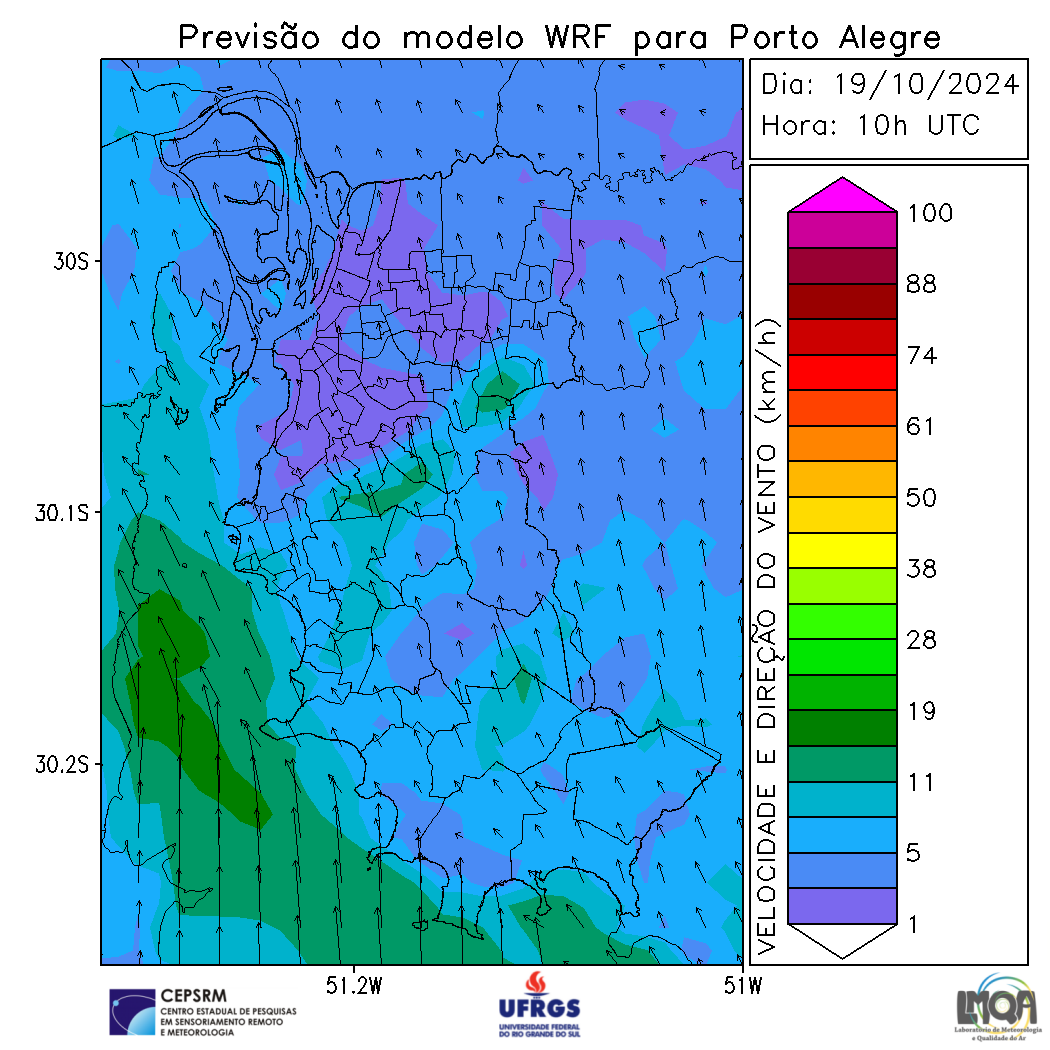 Previsão do modelo WRF para Porto Alegre
Dia: 19/10/2024
Hora: 10h UTC
30S
30.1S
30.2S
51.2W
51W
VELOCIDADE E DIREÇÃO DO VENTO (km/h)
100
88
74
61
50
38
28
19
11
5
1
CEPSRM
CENTRO ESTADUAL DE PESQUISAS
EM SENSORIAMENTO REMOTO
E METEOROLOGIA
UFRGS
UNIVERSIDADE FEDERAL
DO RIO GRANDE DO SUL
LMQA
Laboratório de Meteorologia
e Qualidade do Ar